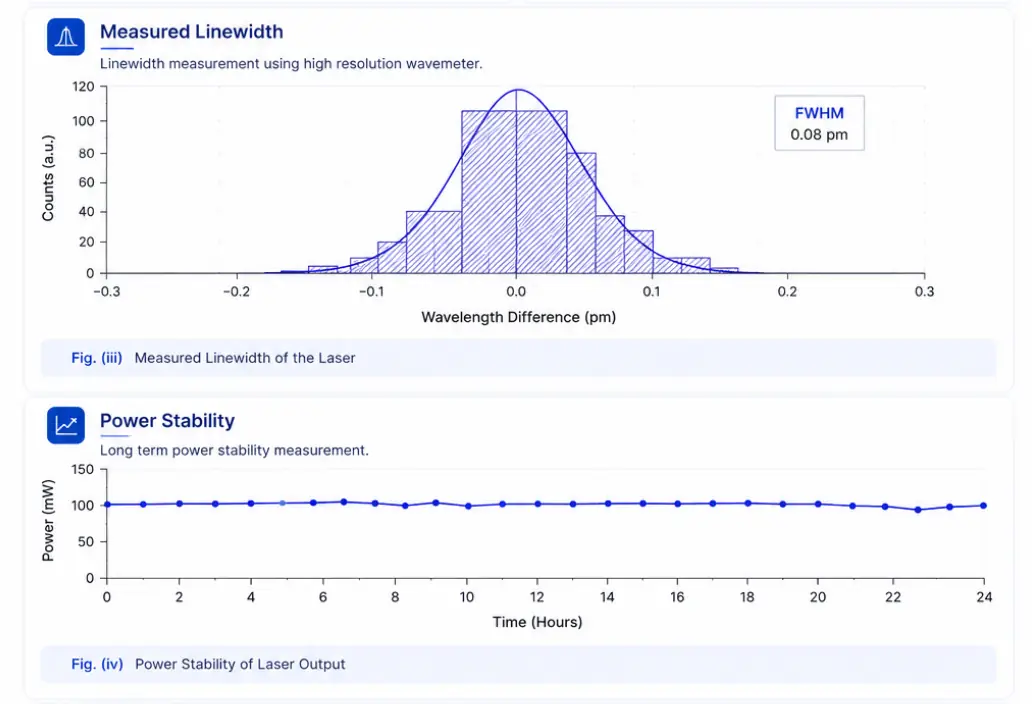 Measured Linewidth
Linewidth measurement using high resolution wavemeter.
120
100
80
60
40
20
0
Counts (a.u.)
FWHM
0.08 pm
−0.3 −0.2 −0.1 0.0 0.1 0.2 0.3
Wavelength Difference (pm)
Fig. (iii) Measured Linewidth of the Laser
Power Stability
Long term power stability measurement.
150
100
50
0
Power (mW)
0 2 4 6 8 10 12 14 16 18 20 22 24
Time (Hours)
Fig. (iv) Power Stability of Laser Output